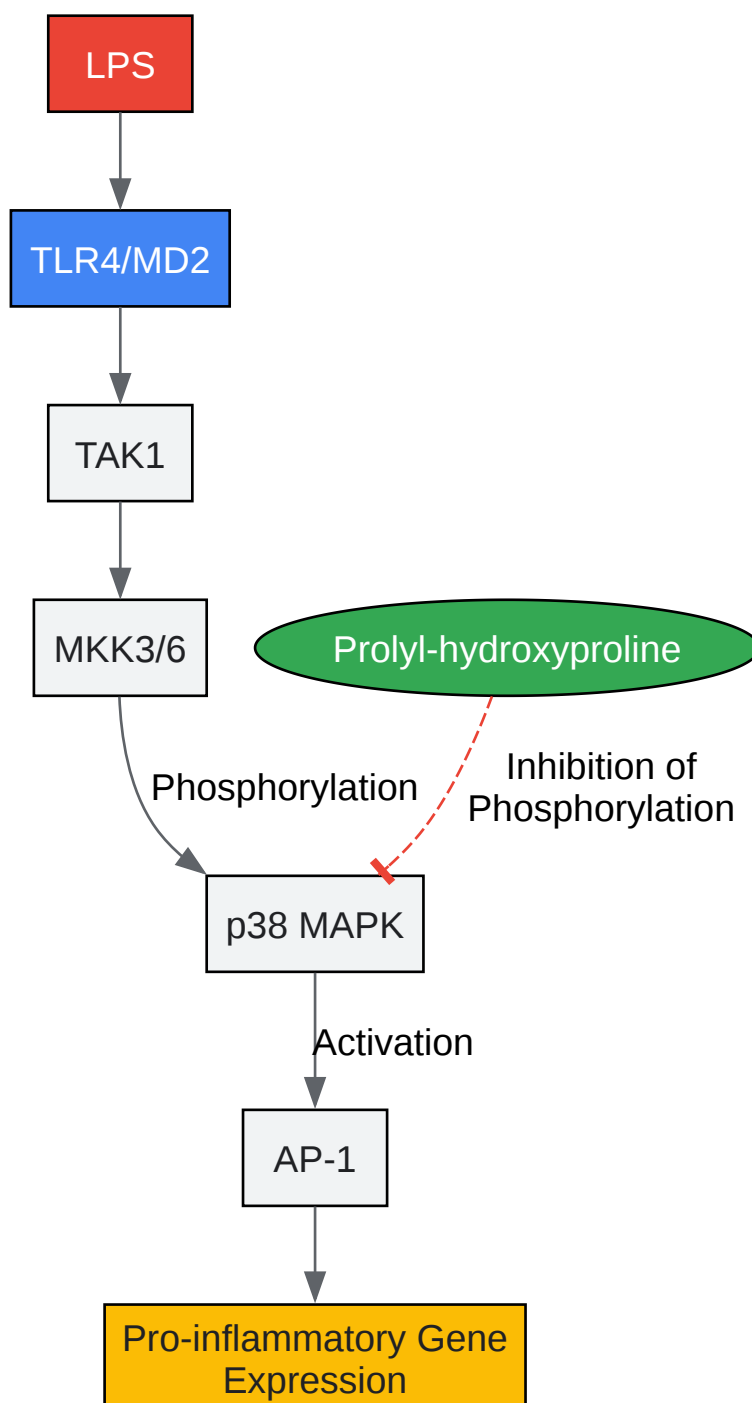 LPS
TLR4/MD2
TAK1
MKK3/6
Prolyl-hydroxyproline
Phosphorylation
Inhibition of
Phosphorylation
p38 MAPK
Activation
AP-1
Pro-inflammatory Gene
Expression